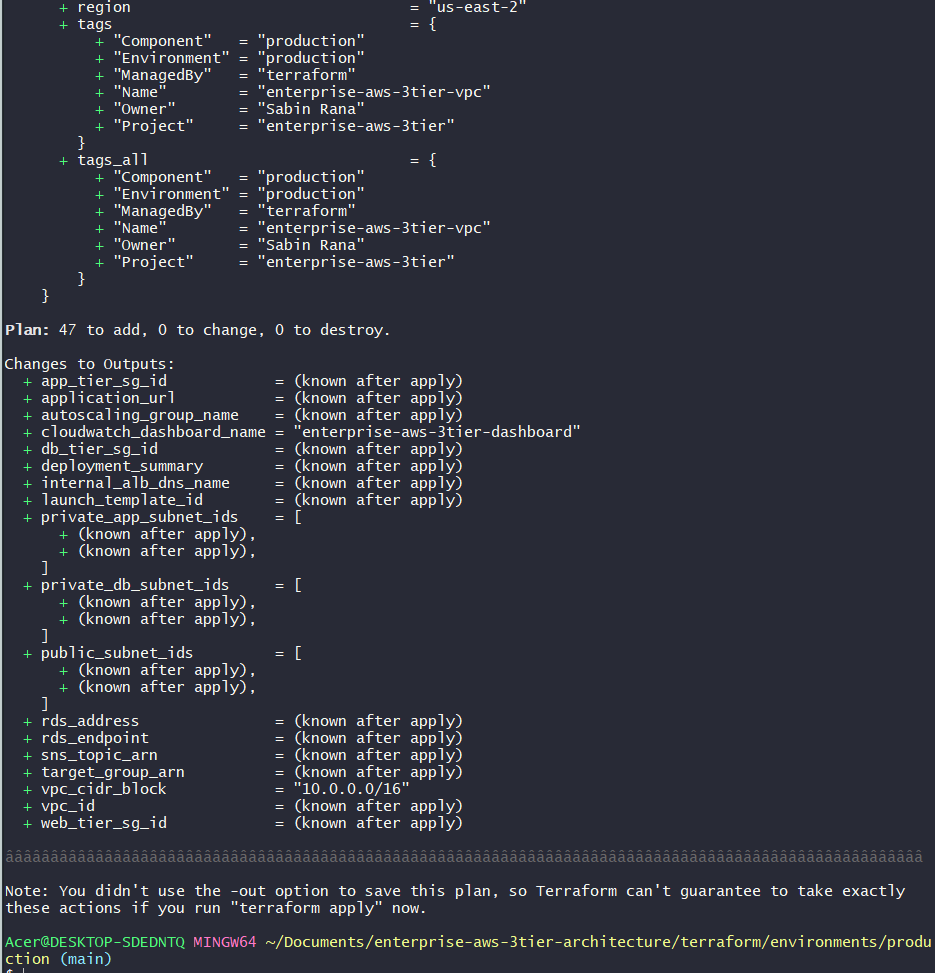 + region                               = "us-east-2"
+ tags                                 = {
+ "Component"   = "production"
+ "Environment" = "production"
+ "ManagedBy"   = "terraform"
+ "Name"        = "enterprise-aws-3tier-vpc"
+ "Owner"       = "Sabin Rana"
+ "Project"     = "enterprise-aws-3tier"
}
+ tags_all                             = {
+ "Component"   = "production"
+ "Environment" = "production"
+ "ManagedBy"   = "terraform"
+ "Name"        = "enterprise-aws-3tier-vpc"
+ "Owner"       = "Sabin Rana"
+ "Project"     = "enterprise-aws-3tier"
}
}
Plan: 47 to add, 0 to change, 0 to destroy.
Changes to Outputs:
+ app_tier_sg_id            = (known after apply)
+ application_url           = (known after apply)
+ autoscaling_group_name    = (known after apply)
+ cloudwatch_dashboard_name = "enterprise-aws-3tier-dashboard"
+ db_tier_sg_id             = (known after apply)
+ deployment_summary        = (known after apply)
+ internal_alb_dns_name     = (known after apply)
+ launch_template_id        = (known after apply)
+ private_app_subnet_ids    = [
+ (known after apply),
+ (known after apply),
]
+ private_db_subnet_ids     = [
+ (known after apply),
+ (known after apply),
]
+ public_subnet_ids         = [
+ (known after apply),
+ (known after apply),
]
+ rds_address               = (known after apply)
+ rds_endpoint              = (known after apply)
+ sns_topic_arn             = (known after apply)
+ target_group_arn          = (known after apply)
+ vpc_cidr_block            = "10.0.0.0/16"
+ vpc_id                    = (known after apply)
+ web_tier_sg_id            = (known after apply)
Note: You didn't use the -out option to save this plan, so Terraform can't guarantee to take exactly
these actions if you run "terraform apply" now.
Acer@DESKTOP-SDEDNTQ MINGW64 ~/Documents/enterprise-aws-3tier-architecture/terraform/environments/produ
ction (main)